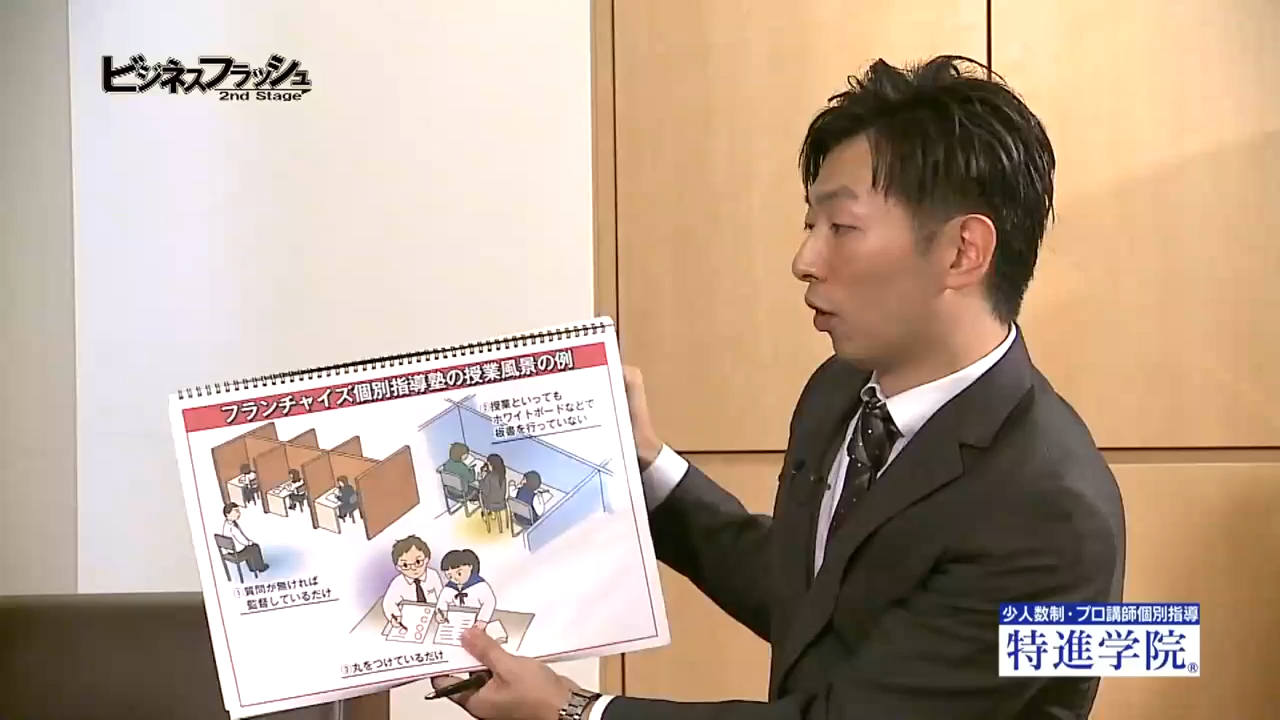 ビジネスフラッシュ
2nd Stage
フランチャイズ個別指導塾の授業風景の例
②授業といっても
ホワイトボードなどで
板書を行っていない
①質問が無ければ
監督しているだけ
③丸をつけているだけ
少人数制・プロ講師個別指導
特進学院®